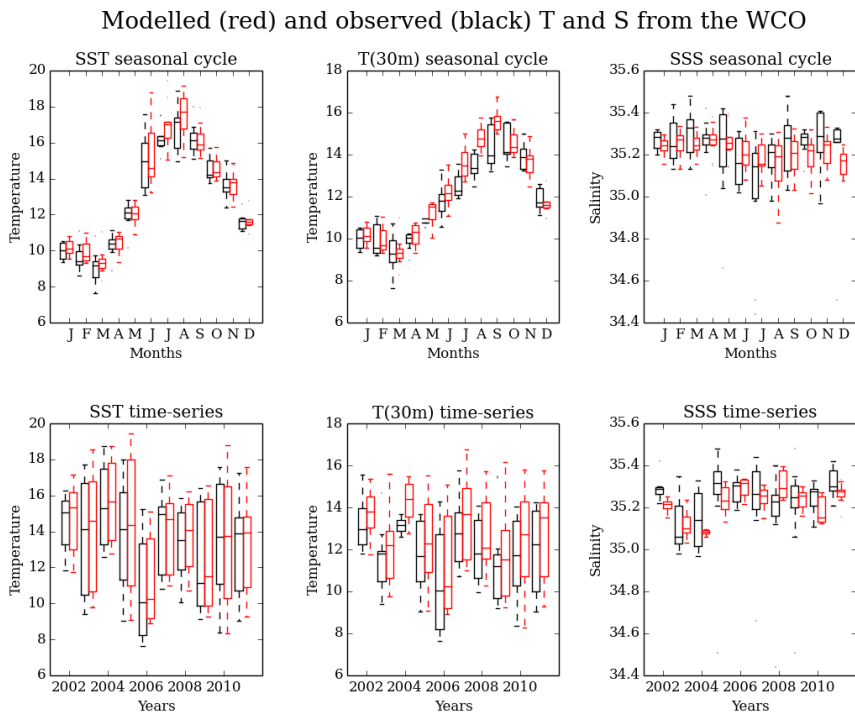 Modelled (red) and observed (black) T and S from the WCO
SST seasonal cycle
20
18
16
14
12
10
8
6
Temperature
J F M A M J J A S O N D
Months
T(30m) seasonal cycle
18
16
14
12
10
8
6
Temperature
J F M A M J J A S O N D
Months
SSS seasonal cycle
35.6
35.4
35.2
35.0
34.8
34.6
34.4
Salinity
J F M A M J J A S O N D
Months
SST time-series
20
18
16
14
12
10
8
6
Temperature
2002 2004 2006 2008 2010
Years
T(30m) time-series
18
16
14
12
10
8
6
Temperature
2002 2004 2006 2008 2010
Years
SSS time-series
35.6
35.4
35.2
35.0
34.8
34.6
34.4
Salinity
2002 2004 2006 2008 2010
Years